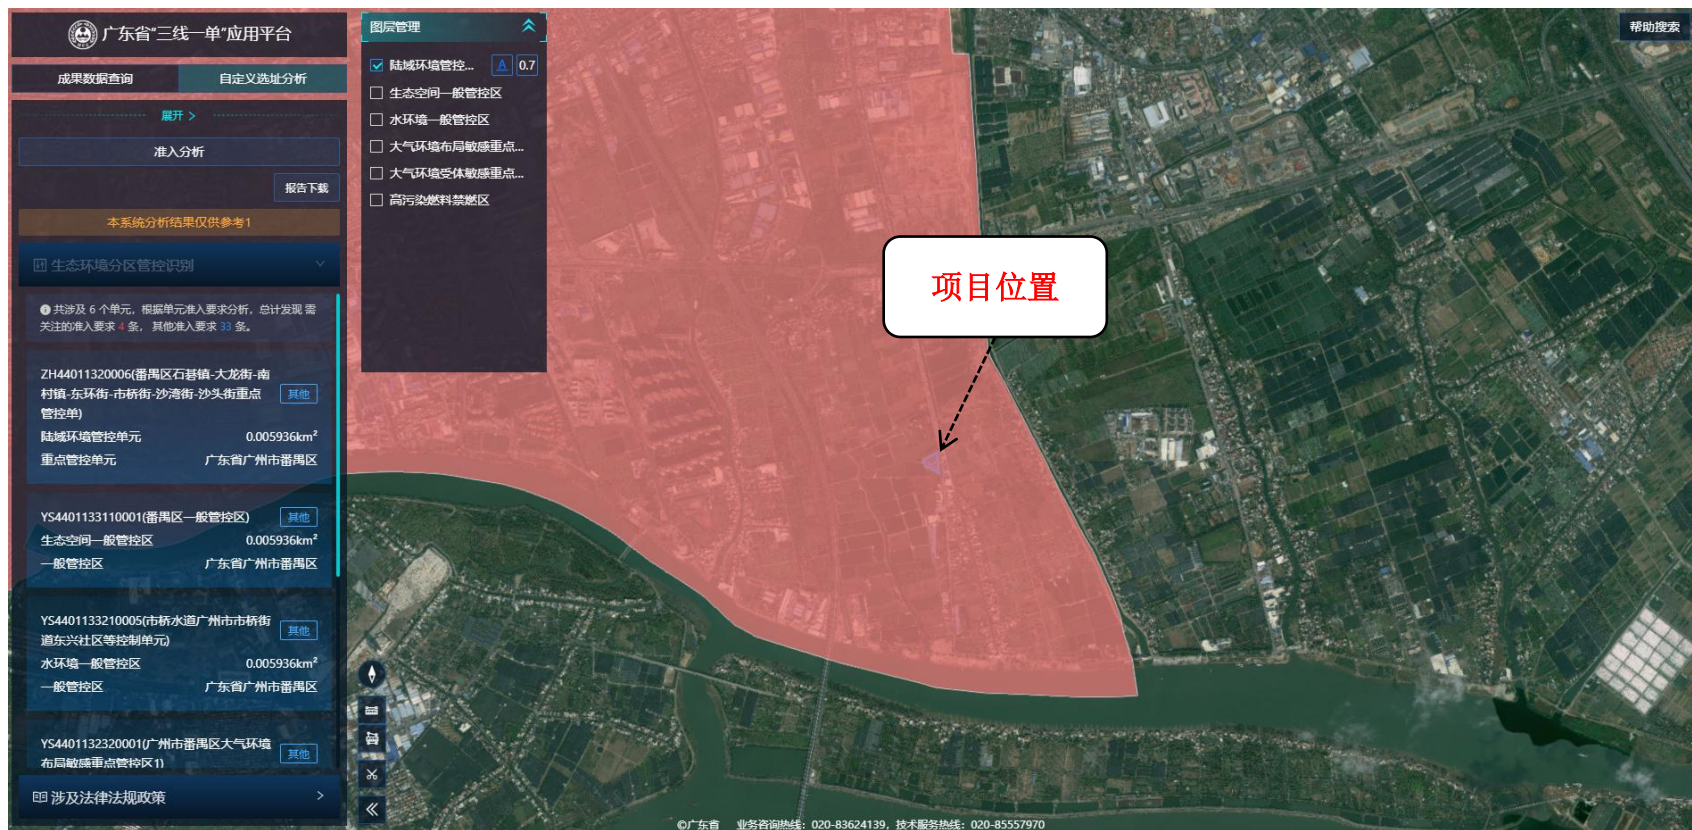 广东省“三线一单”应用平台
成果数据查询
自定义选址分析
展开 >
准入分析
报告下载
本系统分析结果仅供参考1
生态环境分区管控识别
共涉及 6 个单元，根据单元准入要求分析，总计发现 需
关注的准入要求 4 条， 其他准入要求 33 条。
ZH44011320006(番禺区石碁镇-大龙街-南
村镇-东环街-市桥街-沙湾街-沙头街重点
管控单)
其他
陆域环境管控单元 0.005936km²
重点管控单元 广东省广州市番禺区
YS4401133110001(番禺区一般管控区) 其他
生态空间一般管控区 0.005936km²
一般管控区 广东省广州市番禺区
YS4401133210005(市桥水道广州市市桥街
道东兴社区等控制单元)
其他
水环境一般管控区 0.005936km²
一般管控区 广东省广州市番禺区
YS4401132320001(广州市番禺区大气环境
布局敏感重点管控区1)
其他
涉及法律法规政策 >
图层管理
陆域环境管控... A 0.7
生态空间一般管控区
水环境一般管控区
大气环境布局敏感重点...
大气环境受体敏感重点...
高污染燃料禁燃区
帮助搜索
项目位置
©广东省 业务咨询热线：020-83624139，技术服务热线：020-85557970